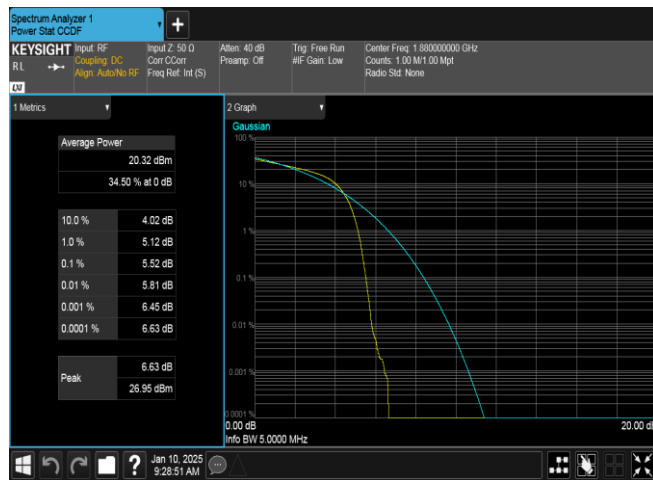 Spectrum Analyzer 1
Power Stat CCDF
+
KEYSIGHT
RL
LXI
Input: RF
Coupling: DC
Align: Auto/No RF
Input Z: 50 Ω
Corr CCorr
Freq Ref: Int (S)
Atten: 40 dB
Preamp: Off
Trig: Free Run
#IF Gain: Low
Center Freq: 1.880000000 GHz
Counts: 1.00 M/1.00 Mpt
Radio Std: None
1 Metrics
Average Power
20.32 dBm
34.50 % at 0 dB
10.0 % 4.02 dB
1.0 % 5.12 dB
0.1 % 5.52 dB
0.01 % 5.81 dB
0.001 % 6.45 dB
0.0001 % 6.63 dB
Peak
6.63 dB
26.95 dBm
2 Graph
Gaussian
100 %
10 %
1 %
0.1 %
0.01 %
0.001 %
0.0001 %
0.00 dB
20.00 dB
Info BW 5.0000 MHz
?
Jan 10, 2025
9:28:51 AM